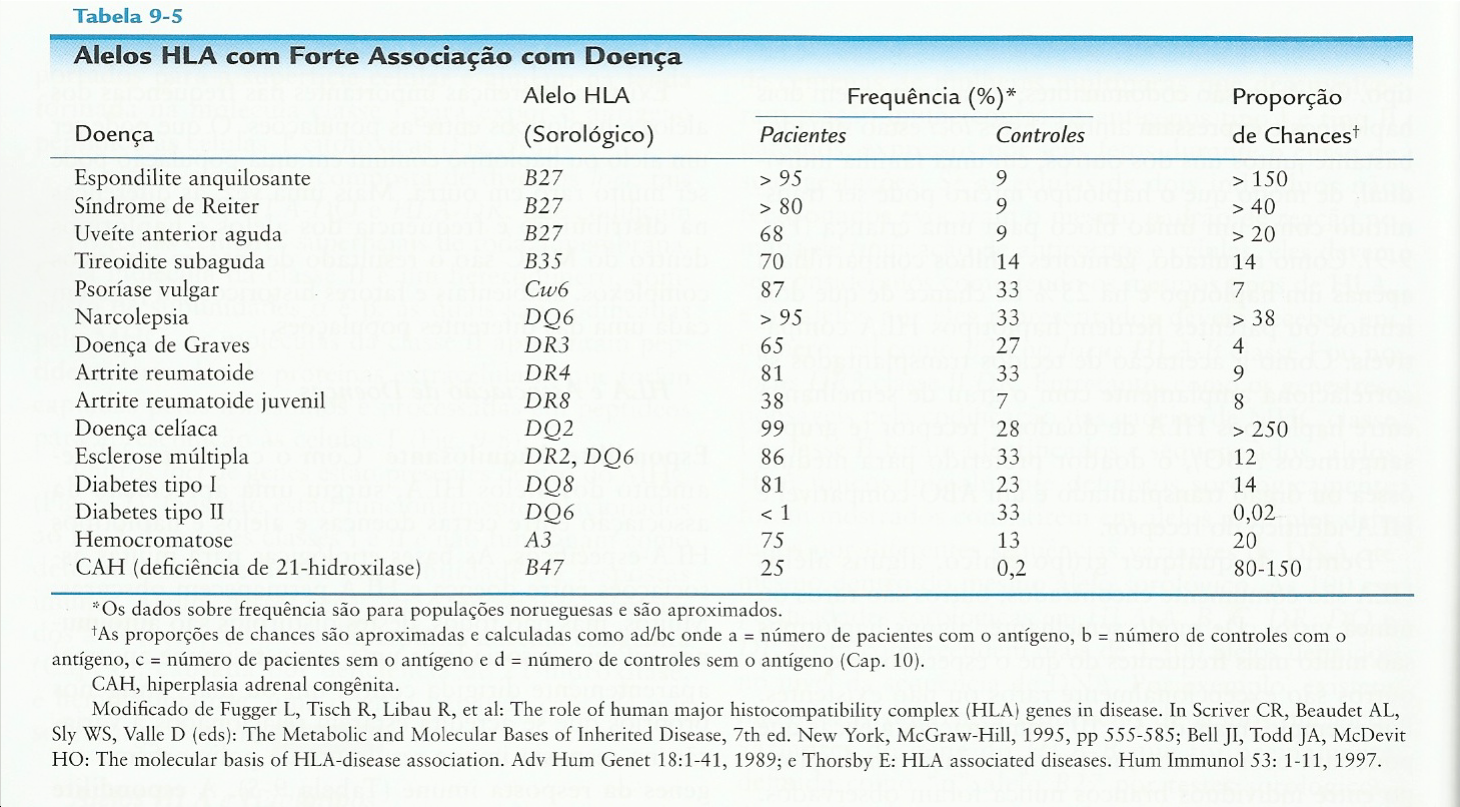 Tabela 9-5
Alelos HLA com Forte Associação com Doença
Alelo HLA Frequência (%)* Proporção
Doença (Sorológico) Pacientes Controles de Chances†
Espondilite anquilosante B27 > 95 9 > 150
Síndrome de Reiter B27 > 80 9 > 40
Uveíte anterior aguda B27 68 9 > 20
Tireoidite subaguda B35 70 14 14
Psoríase vulgar Cw6 87 33 7
Narcolepsia DQ6 > 95 33 > 38
Doença de Graves DR3 65 27 4
Artrite reumatoide DR4 81 33 9
Artrite reumatoide juvenil DR8 38 7 8
Doença celíaca DQ2 99 28 > 250
Esclerose múltipla DR2, DQ6 86 33 12
Diabetes tipo I DQ8 81 23 14
Diabetes tipo II DQ6 < 1 33 0,02
Hemocromatose A3 75 13 20
CAH (deficiência de 21-hidroxilase) B47 25 0,2 80-150
*Os dados sobre frequência são para populações norueguesas e são aproximados.
†As proporções de chances são aproximadas e calculadas como ad/bc onde a = número de pacientes com o antígeno, b = número de controles com o
antígeno, c = número de pacientes sem o antígeno e d = número de controles sem o antígeno (Cap. 10).
CAH, hiperplasia adrenal congênita.
Modificado de Fugger L, Tisch R, Libau R, et al: The role of human major histocompatibility complex (HLA) genes in disease. In Scriver CR, Beaudet AL,
Sly WS, Valle D (eds): The Metabolic and Molecular Bases of Inherited Disease, 7th ed. New York, McGraw-Hill, 1995, pp 555-585; Bell JI, Todd JA, McDevit
HO: The molecular basis of HLA-disease association. Adv Hum Genet 18:1-41, 1989; e Thorsby E: HLA associated diseases. Hum Immunol 53: 1-11, 1997.